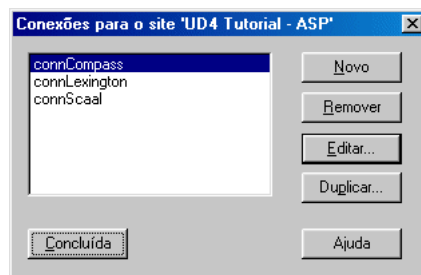 Conexões para o site 'UD4 Tutorial - ASP'
connCompass
connLexington
connScaal
Novo
Remover
Editar...
Duplicar...
Concluída
Ajuda